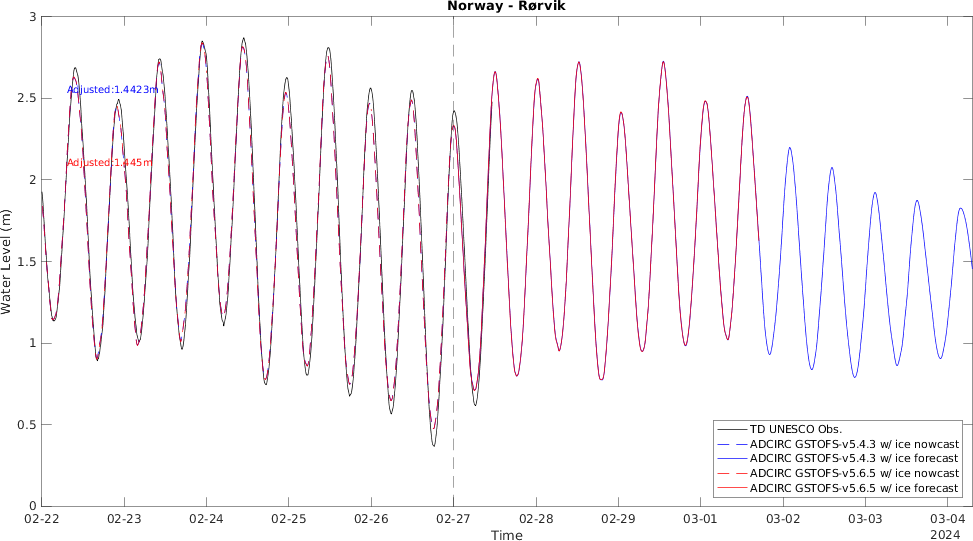 Norway - Rørvik
3
2.5
2
1.5
1
0.5
0
Water Level (m)
Adjusted:1.4423m
Adjusted:1.445m
TD UNESCO Obs.
ADCIRC GSTOFS-v5.4.3 w/ ice nowcast
ADCIRC GSTOFS-v5.4.3 w/ ice forecast
ADCIRC GSTOFS-v5.6.5 w/ ice nowcast
ADCIRC GSTOFS-v5.6.5 w/ ice forecast
02-22 02-23 02-24 02-25 02-26 02-27 02-28 02-29 03-01 03-02 03-03 03-04
2024
Time